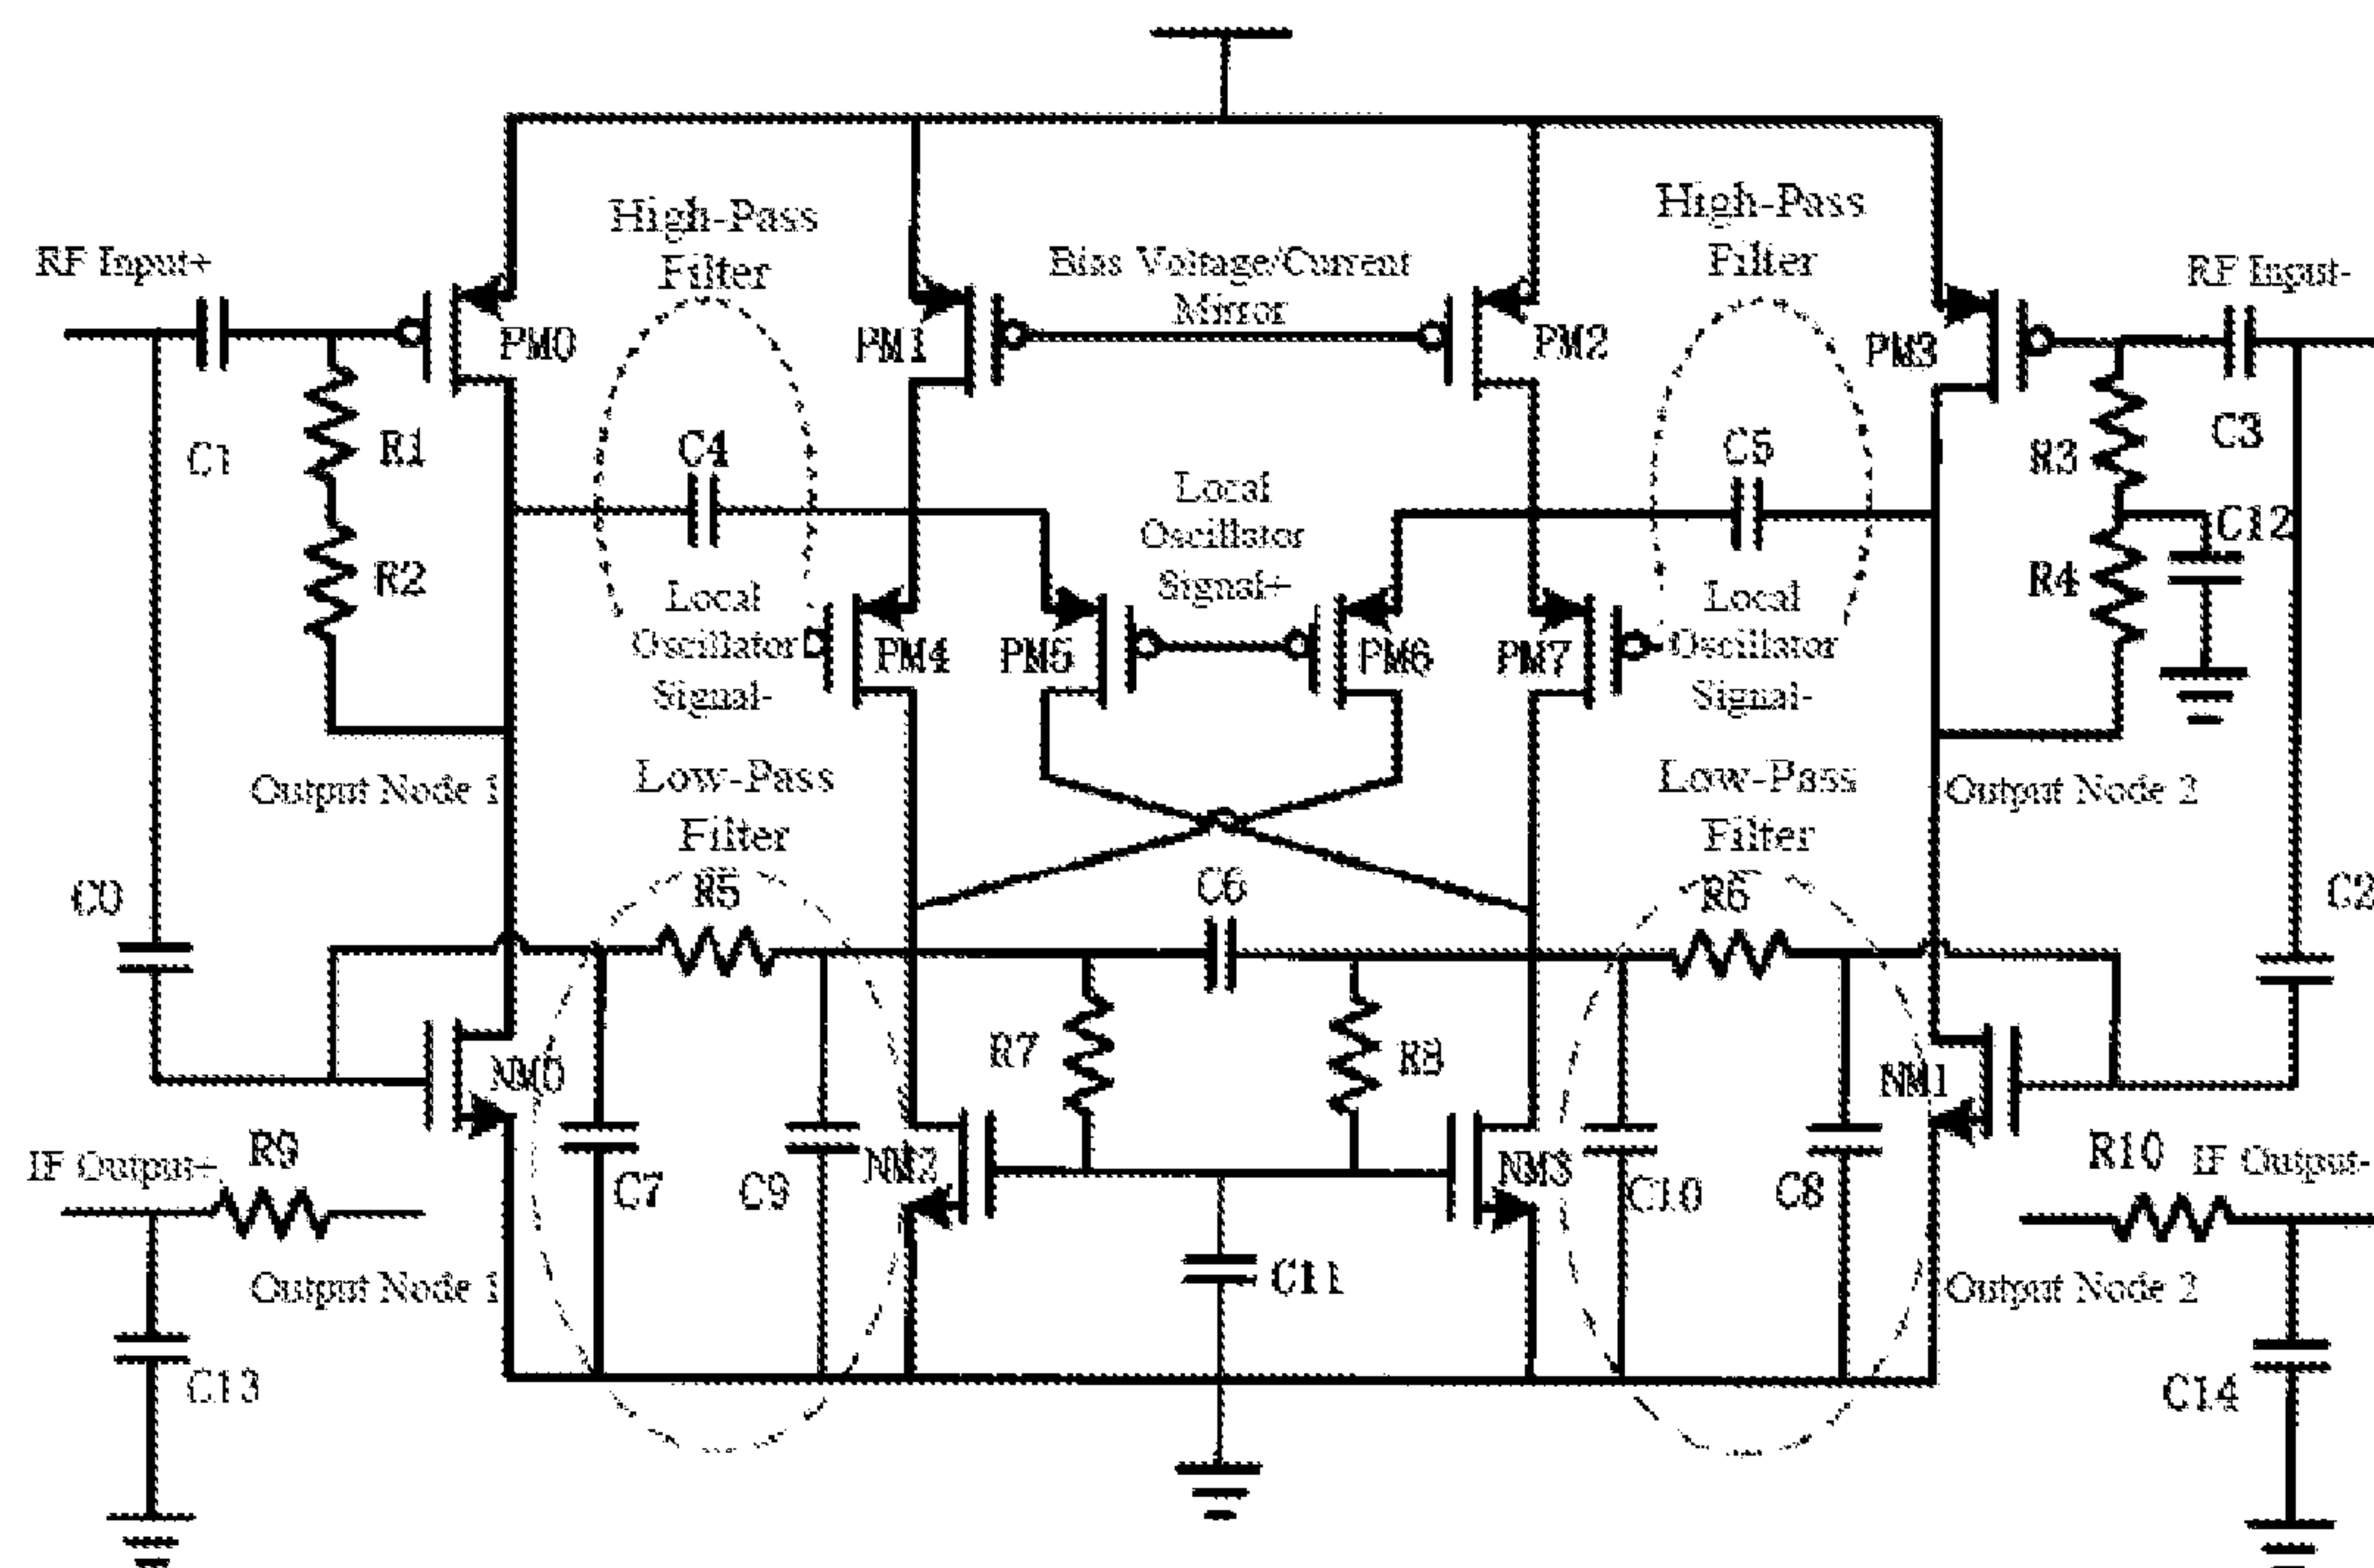 High-Pass
Filter
High-Pass
Filter
RF Input+
Bias Voltage/Current
Mirror
RF Input-
PM0
PM1
PM2
PM3
C1
R1
C4
Local
Oscillator
Signal+
C5
R3
C3
C12
R2
Local
Oscillator
Signal-
PM4
PM5
PM6
PM7
Local
Oscillator
Signal-
R4
Output Node 1
Low-Pass
Filter
Low-Pass
Filter
Output Node 2
C0
R5
C6
R6
C2
NM0
R7
R8
NM1
IF Output+
R9
C7
C9
NM2
NM3
C10
C8
R10
IF Output-
Output Node 1
C11
Output Node 2
C13
C14